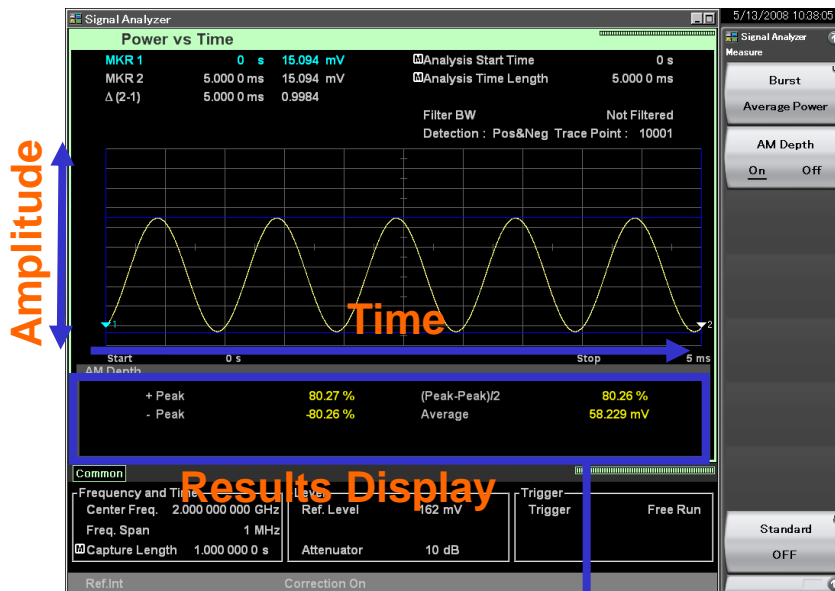 Signal Analyzer
5/13/2008 10:38:05
Power vs Time
Signal Analyzer
Measure
MKR 1 0 s 15.094 mV
MAnalysis Start Time 0 s
MKR 2 5.000 0 ms 15.094 mV
MAnalysis Time Length 5.000 0 ms
Δ (2-1) 5.000 0 ms 0.9984
Filter BW Not Filtered
Detection : Pos&Neg Trace Point : 10001
Burst
Average Power
AM Depth
On Off
Amplitude
1
Time
2
Start 0 s Stop 5 ms
AM Depth
+ Peak 80.27 % (Peak-Peak)/2 80.26 %
- Peak -80.26 % Average 58.229 mV
Common
Results Display
Frequency and Time Level Trigger
Center Freq. 2.000 000 000 GHz Ref. Level 162 mV Trigger Free Run
Freq. Span 1 MHz
MCapture Length 1.000 000 0 s Attenuator 10 dB
Standard
OFF
Ref.Int Correction On